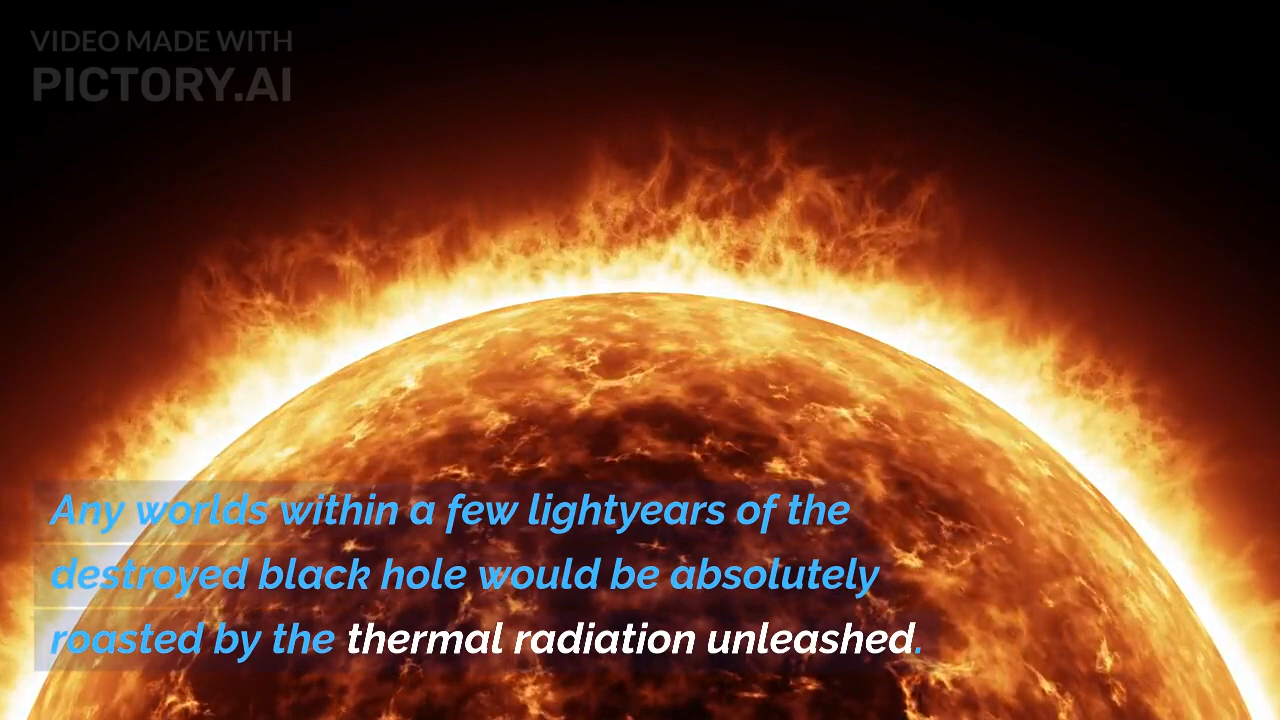 VIDEO MADE WITH
PICTORY.AI
Any worlds within a few lightyears of the
destroyed black hole would be absolutely
roasted by the thermal radiation unleashed.